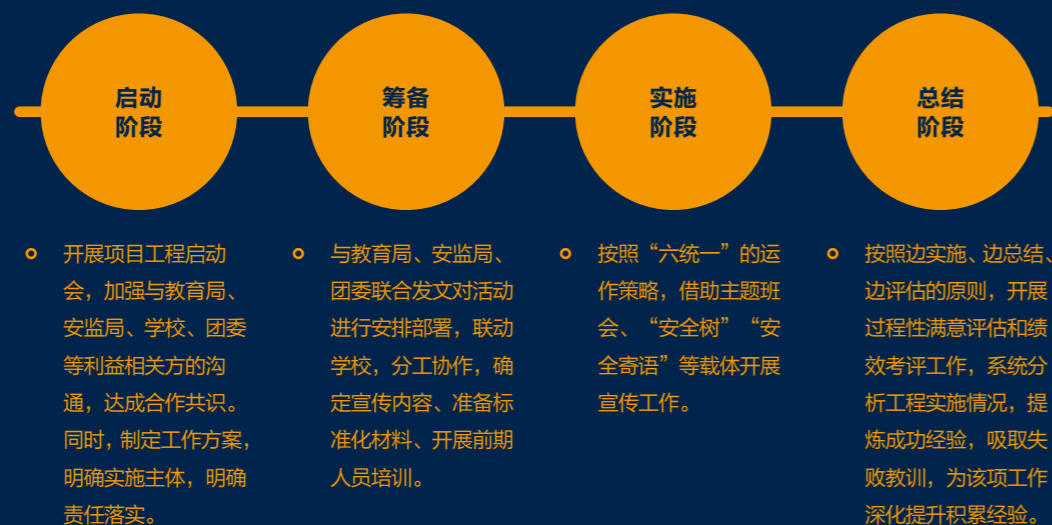 启动
阶段
筹备
阶段
实施
阶段
总结
阶段
开展项目工程启动
会，加强与教育局、
安监局、学校、团委
等利益相关方的沟
通，达成合作共识。
同时，制定工作方案，
明确实施主体，明确
责任落实。
与教育局、安监局、
团委联合发文对活动
进行安排部署，联动
学校，分工协作，确
定宣传内容、准备标
准化材料、开展前期
人员培训。
按照“六统一”的运
作策略，借助主题班
会、“安全树”“安
全寄语”等载体开展
宣传工作。
按照边实施、边总结、
边评估的原则，开展
过程性满意评估和绩
效考评工作，系统分
析工程实施情况，提
炼成功经验，吸取失
败教训，为该项工作
深化提升积累经验。